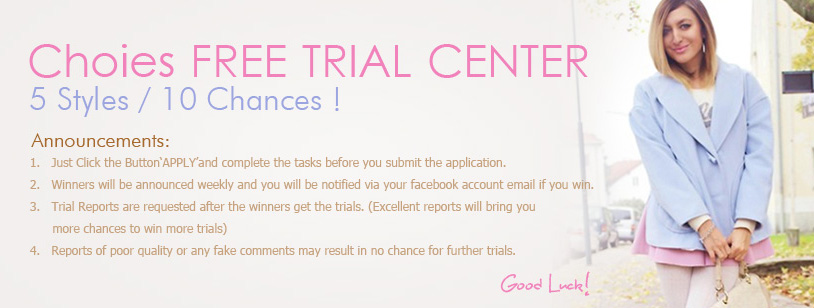 Choies FREE TRIAL CENTER
5 Styles / 10 Chances !
Announcements:
1. Just Click the Button‘APPLY’and complete the tasks before you submit the application.
2. Winners will be announced weekly and you will be notified via your facebook account email if you win.
3. Trial Reports are requested after the winners get the trials. (Excellent reports will bring you
more chances to win more trials)
4. Reports of poor quality or any fake comments may result in no chance for further trials.
Good Luck!